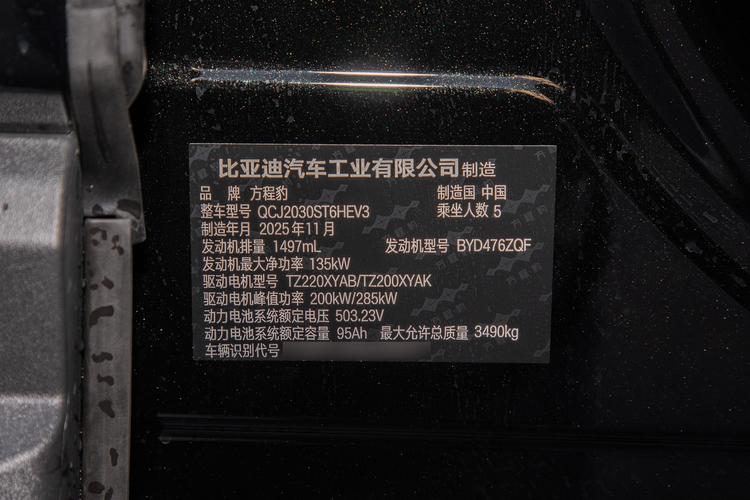 比亚迪汽车工业有限公司制造
品 牌 方程豹 制造国 中国
整车型号 QCJ2030ST6HEV3 乘坐人数 5
制造年月 2025年11月
发动机排量 1497mL 发动机型号 BYD476ZQF
发动机最大净功率 135kW
驱动电机型号 TZ220XYAB/TZ200XYAK
驱动电机峰值功率 200kW/285kW
动力电池系统额定电压 503.23V
动力电池系统额定容量 95Ah 最大允许总质量 3490kg
车辆识别代号